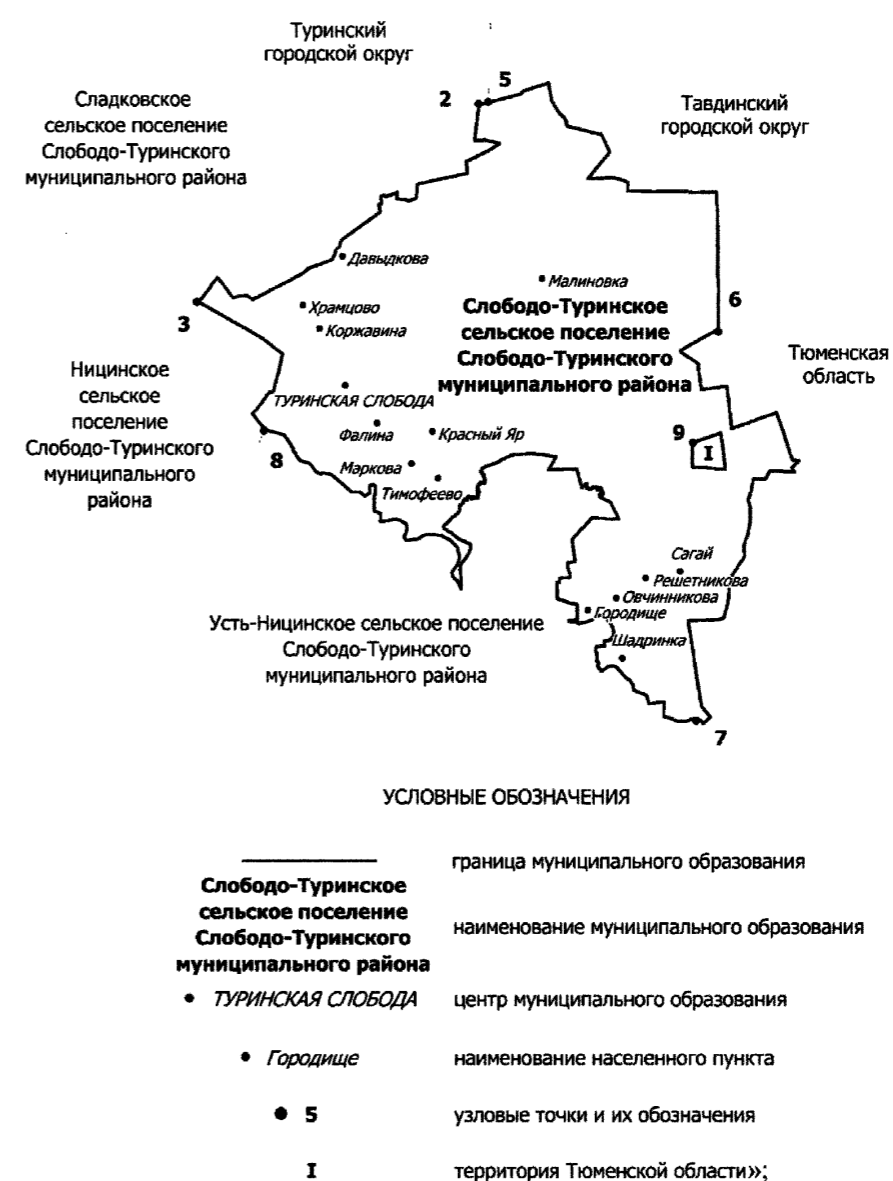 Туринский
городской округ
2
5
Сладковское
сельское поселение
Слободо-Туринского
муниципального района
Тавдинский
городской округ
Давыдкова
Малиновка
3
Храмцово
Коржавина
Слободо-Туринское
сельское поселение
Слободо-Туринского
муниципального района
6
Тюменская
область
Ницинское
сельское
поселение
Слободо-Туринского
муниципального
района
ТУРИНСКАЯ СЛОБОДА
Фалина
Красный Яр
8
Маркова
Тимофеево
9
I
Сагай
Решетникова
Овчинникова
Городище
Шадринка
Усть-Ницинское сельское поселение
Слободо-Туринского
муниципального района
7
УСЛОВНЫЕ ОБОЗНАЧЕНИЯ
граница муниципального образования
Слободо-Туринское
сельское поселение
Слободо-Туринского
муниципального района
наименование муниципального образования
ТУРИНСКАЯ СЛОБОДА центр муниципального образования
Городище наименование населенного пункта
5 узловые точки и их обозначения
I территория Тюменской области»;